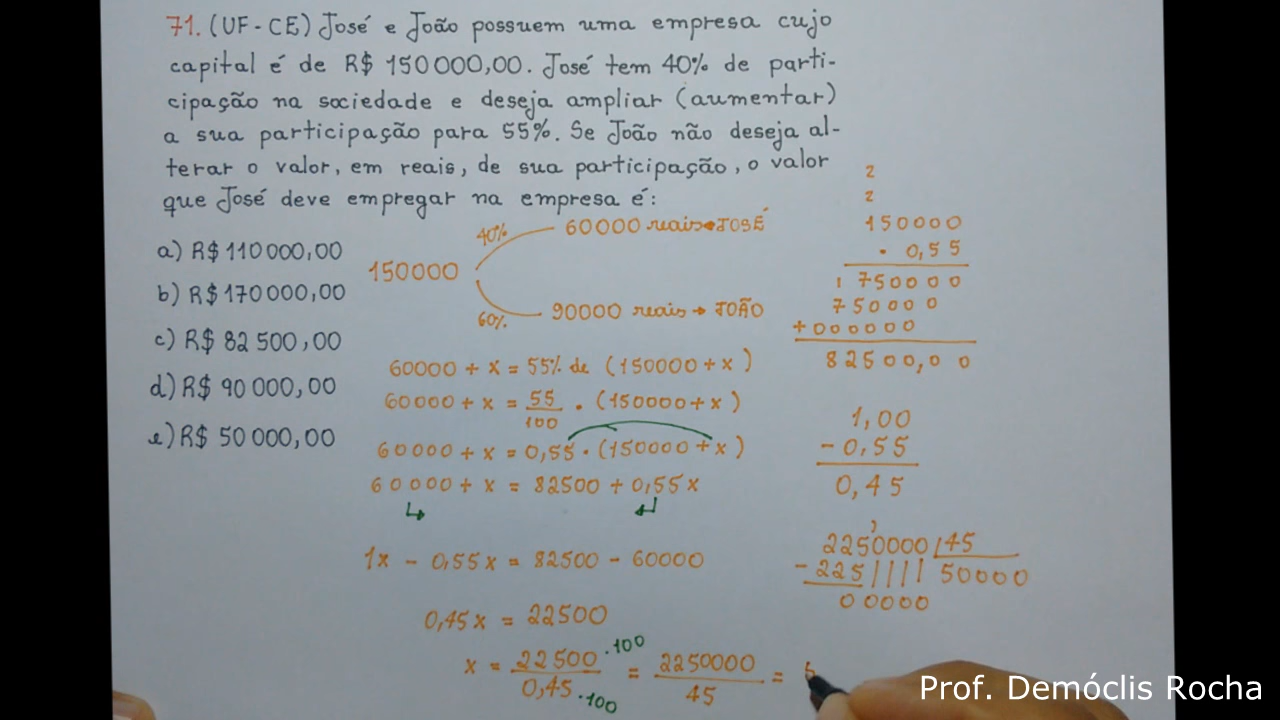 71. (UF-CE) José e João possuem uma empresa cujo
capital é de R$ 150000,00. José tem 40% de parti-
cipação na sociedade e deseja ampliar (aumentar)
a sua participação para 55%. Se João não deseja al-
terar o valor, em reais, de sua participação, o valor
que José deve empregar na empresa é:
a) R$ 110000,00
b) R$ 170000,00
c) R$ 82500,00
d) R$ 90000,00
e) R$ 50000,00
40% 60000 reais → JOSÉ
150000
60% 90000 reais → JOÃO
60000 + x = 55% de (150000 + x)
60000 + x = 55/100 . (150000 + x)
60000 + x = 0,55 . (150000 + x)
60000 + x = 82500 + 0,55x
1x - 0,55x = 82500 - 60000
0,45x = 22500
x = 22500 .100 / 0,45 .100 = 2250000 / 45 =
2
2
150000
. 0,55
1750000
750000
+000000
82500,00
1,00
- 0,55
0,45
2250000 | 45
- 225 50000
00000
Prof. Demóclis Rocha